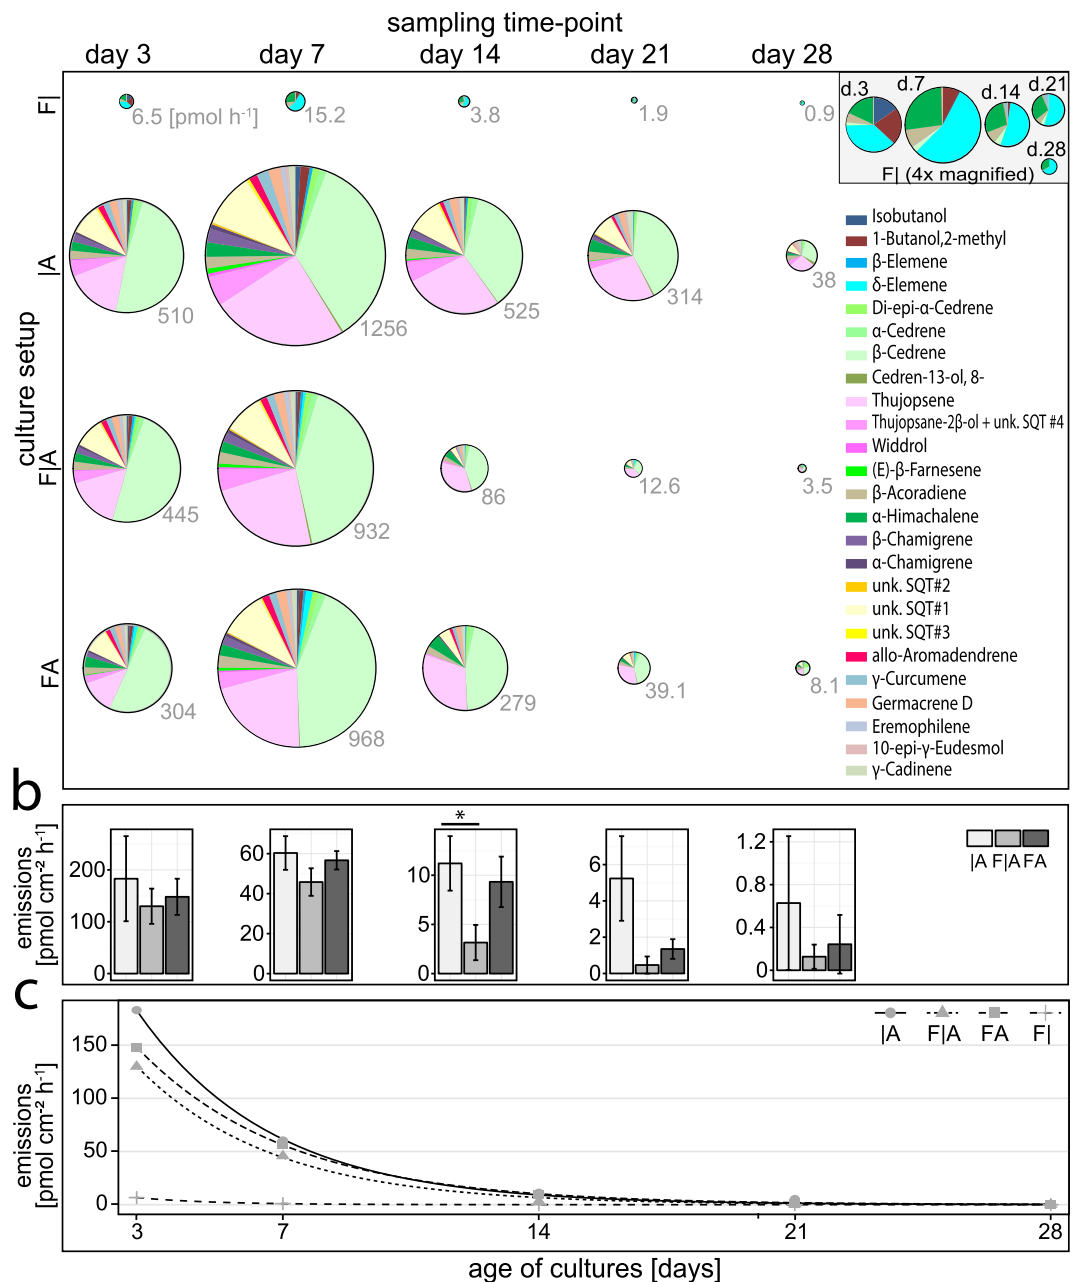 sampling time-point
day 3 day 7 day 14 day 21 day 28
culture setup
F|
6.5 [pmol h⁻¹] 15.2 3.8 1.9 0.9
d.3 d.7 d.14 d.21
d.28
F| (4x magnified)
|A
510 1256 525 314 38
F|A
445 932 86 12.6 3.5
FA
304 968 279 39.1 8.1
Isobutanol
1-Butanol,2-methyl
β-Elemene
δ-Elemene
Di-epi-α-Cedrene
α-Cedrene
β-Cedrene
Cedren-13-ol, 8-
Thujopsene
Thujopsane-2β-ol + unk. SQT #4
Widdrol
(E)-β-Farnesene
β-Acoradiene
α-Himachalene
β-Chamigrene
α-Chamigrene
unk. SQT#2
unk. SQT#1
unk. SQT#3
allo-Aromadendrene
γ-Curcumene
Germacrene D
Eremophilene
10-epi-γ-Eudesmol
γ-Cadinene
b
emissions
[pmol cm⁻² h⁻¹]
200
100
0
60
40
20
0
*
10
5
0
6
4
2
0
1.2
0.8
0.4
0
|A F|A FA
c
emissions
[pmol cm⁻² h⁻¹]
150
100
50
0
|A F|A FA F|
3 7 14 21 28
age of cultures [days]